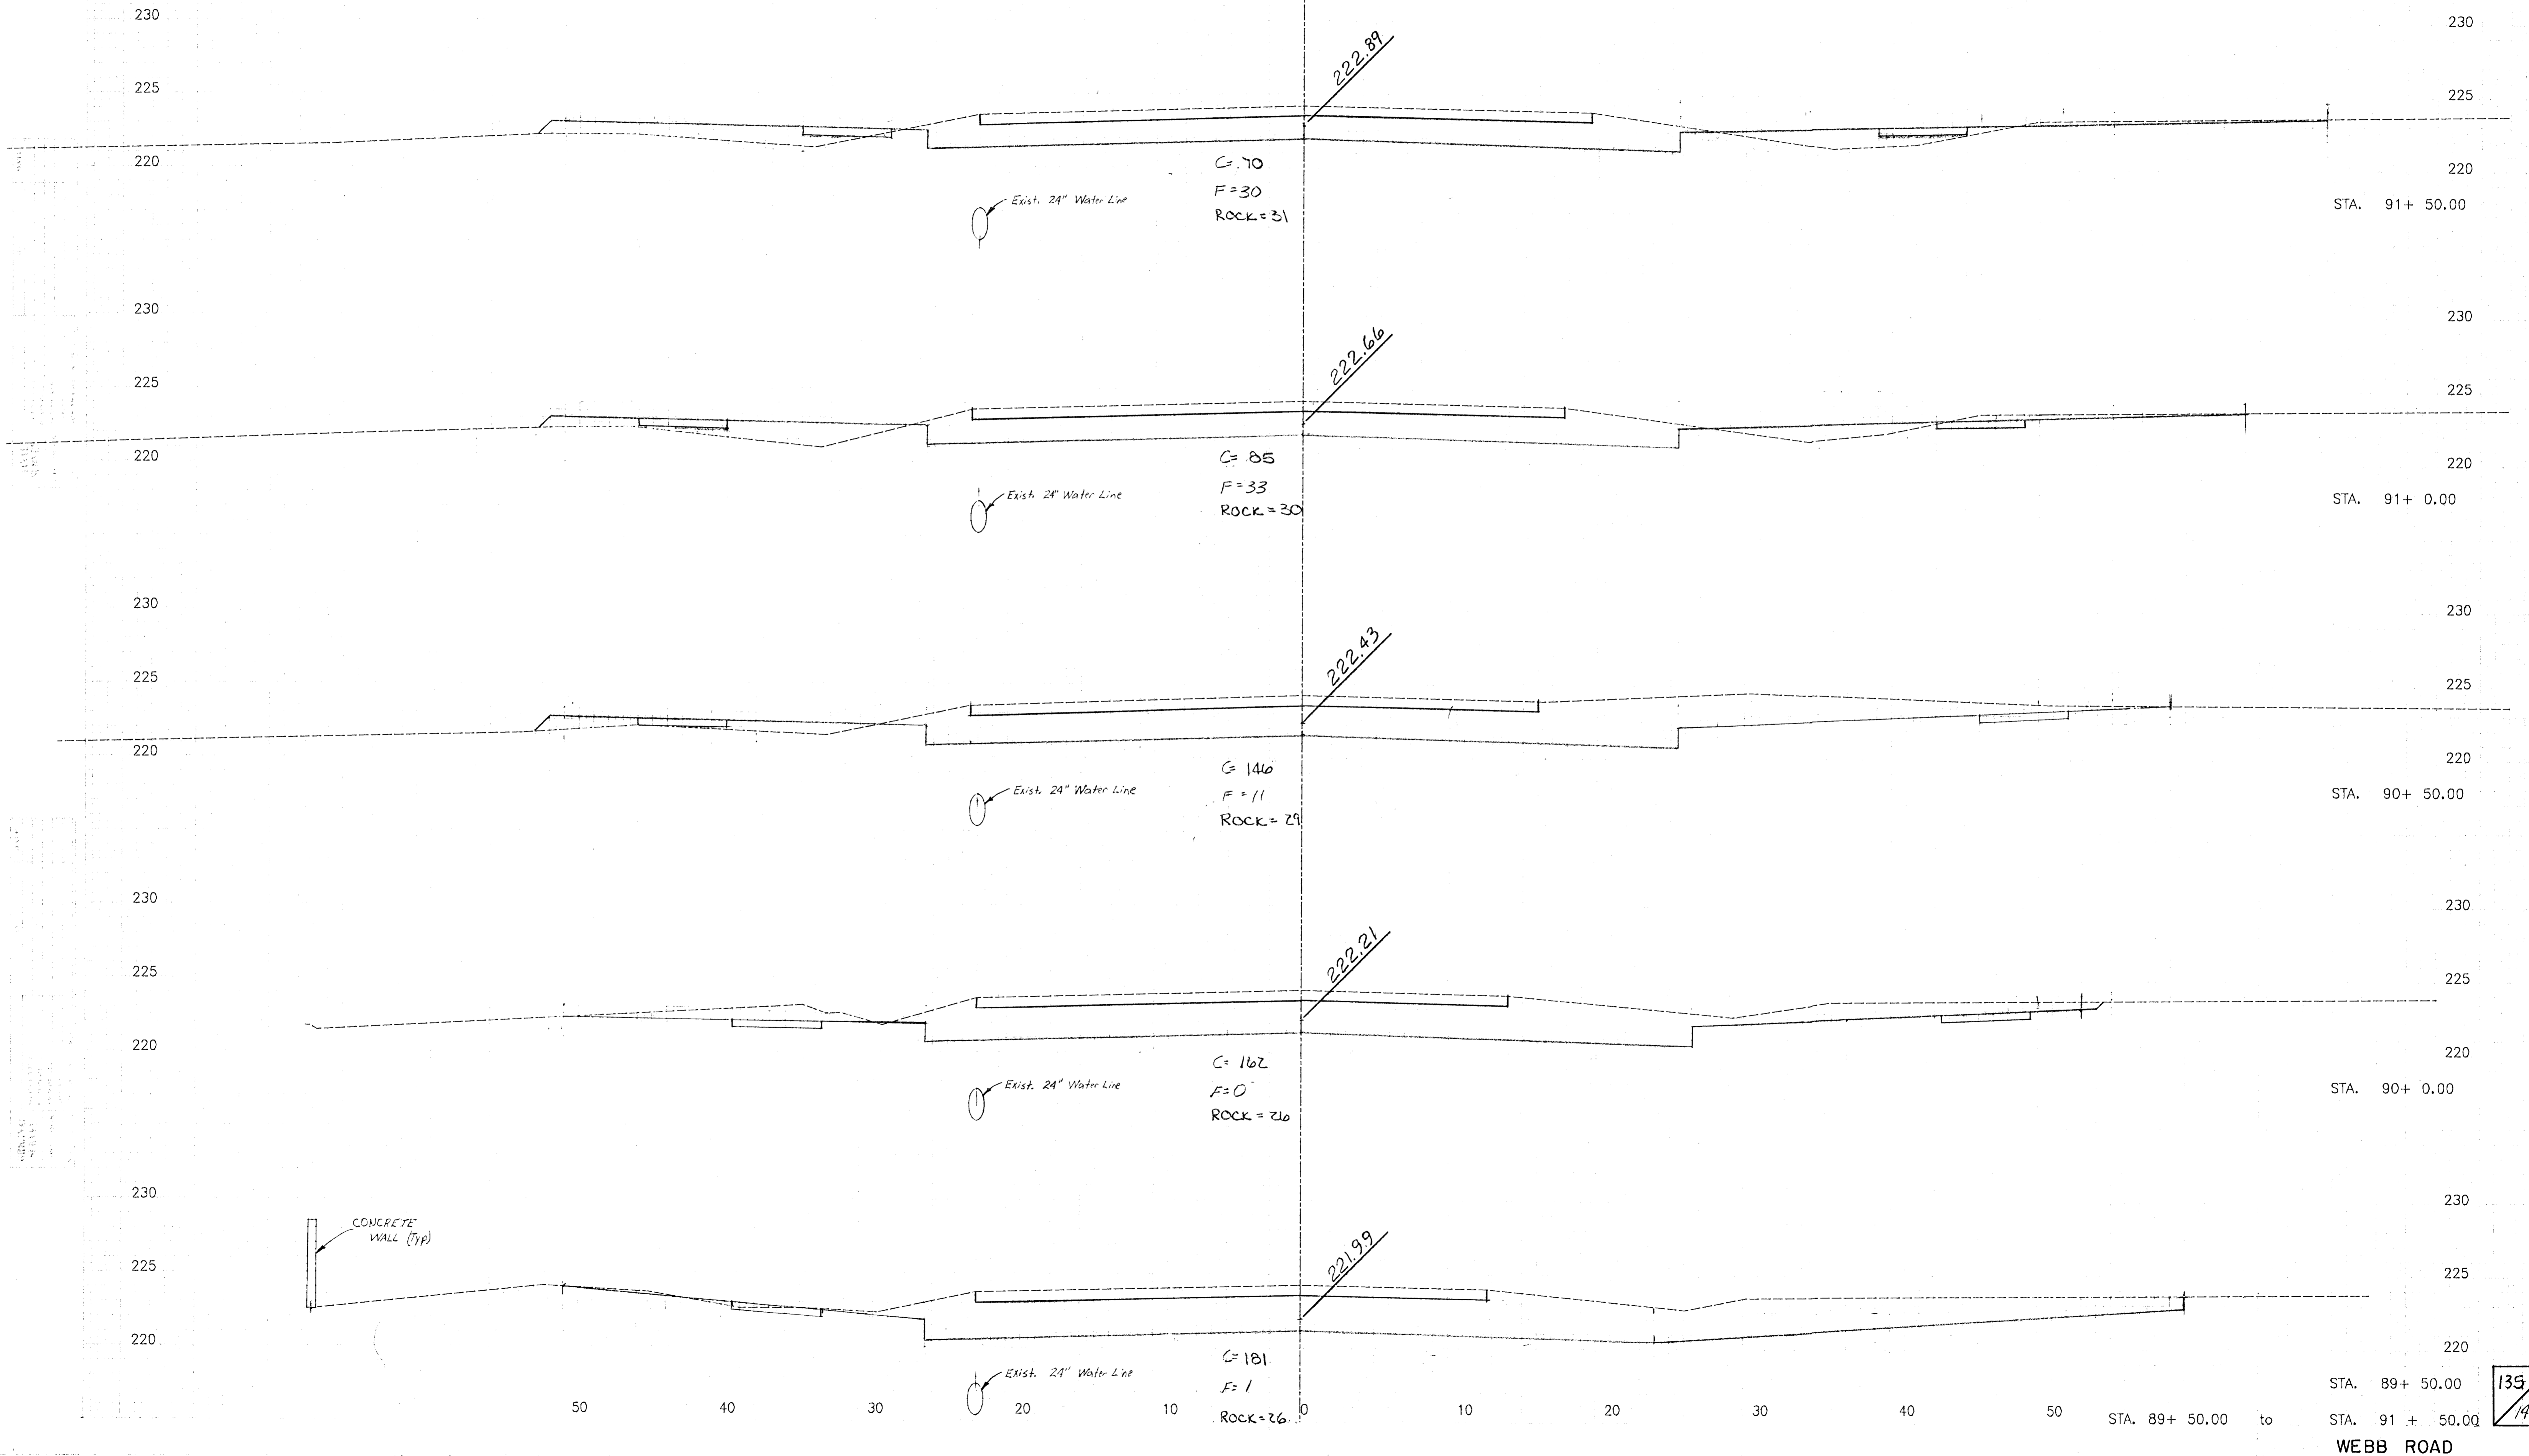 230 230
222.89
225 225
220 220
C= 70
F=30
ROCK=31
Exist. 24" Water Line
STA. 91+ 50.00
230 230
222.66
225 225
220 220
C= 85
F=33
ROCK=30
Exist. 24" Water Line
STA. 91+ 0.00
230 230
222.43
225 225
220 220
C= 146
F=11
ROCK=29
Exist. 24" Water Line
STA. 90+ 50.00
230 230
222.21
225 225
220 220
C= 162
F=0
ROCK=26
Exist. 24" Water Line
STA. 90+ 0.00
230 230
CONCRETE
WALL (Typ)
221.99
225 225
220 220
C=181
F=1
ROCK=26
Exist. 24" Water Line
STA. 89+ 50.00
135
50 40 30 20 10 0 10 20 30 40 50
STA. 89+ 50.00 to STA. 91 + 50.00
WEBB ROAD